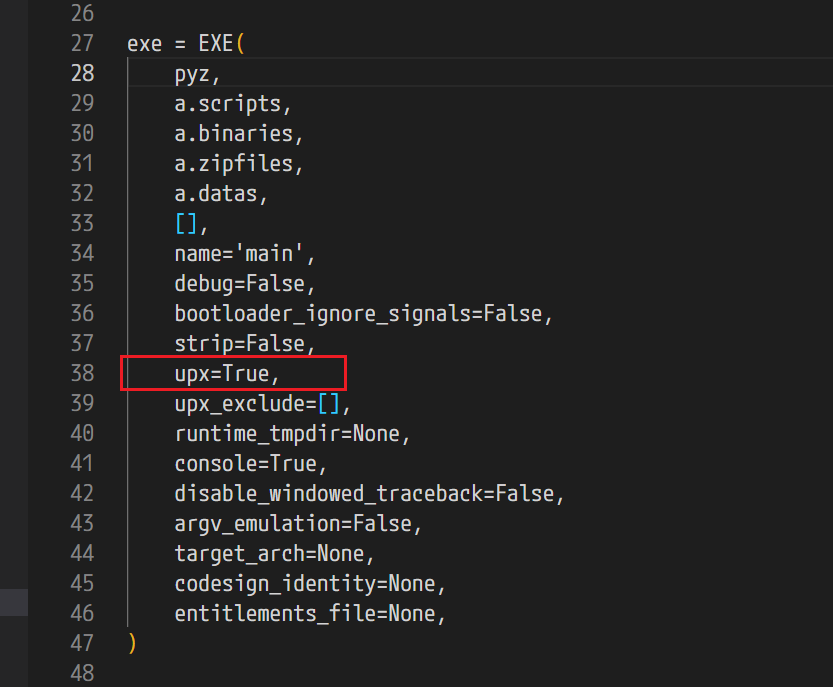 26
27 exe = EXE(
28     pyz,
29     a.scripts,
30     a.binaries,
31     a.zipfiles,
32     a.datas,
33     [],
34     name='main',
35     debug=False,
36     bootloader_ignore_signals=False,
37     strip=False,
38     upx=True,
39     upx_exclude=[],
40     runtime_tmpdir=None,
41     console=True,
42     disable_windowed_traceback=False,
43     argv_emulation=False,
44     target_arch=None,
45     codesign_identity=None,
46     entitlements_file=None,
47 )
48